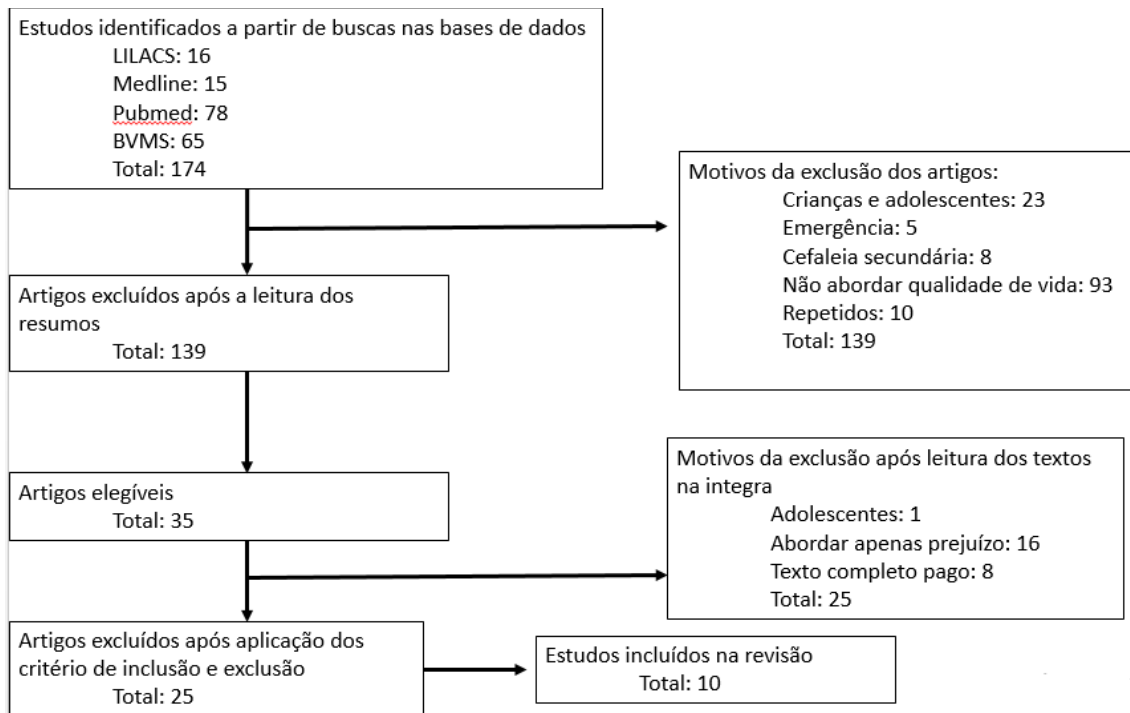 Estudos identificados a partir de buscas nas bases de dados
LILACS: 16
Medline: 15
Pubmed: 78
BVMS: 65
Total: 174
Motivos da exclusão dos artigos:
Crianças e adolescentes: 23
Emergência: 5
Cefaleia secundária: 8
Não abordar qualidade de vida: 93
Repetidos: 10
Total: 139
Artigos excluídos após a leitura dos
resumos
Total: 139
Artigos elegíveis
Total: 35
Motivos da exclusão após leitura dos textos
na integra
Adolescentes: 1
Abordar apenas prejuízo: 16
Texto completo pago: 8
Total: 25
Artigos excluídos após aplicação dos
critério de inclusão e exclusão
Total: 25
Estudos incluídos na revisão
Total: 10